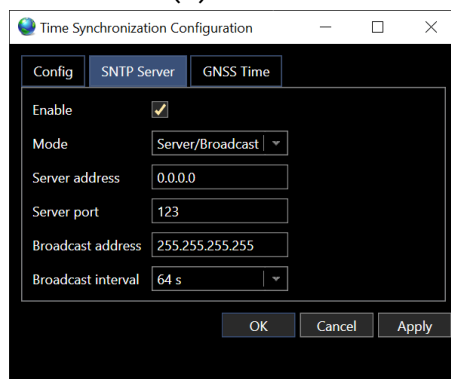 Time Synchronization Configuration
Config SNTP Server GNSS Time
Enable
Mode Server/Broadcast
Server address 0.0.0.0
Server port 123
Broadcast address 255.255.255.255
Broadcast interval 64 s
OK Cancel Apply